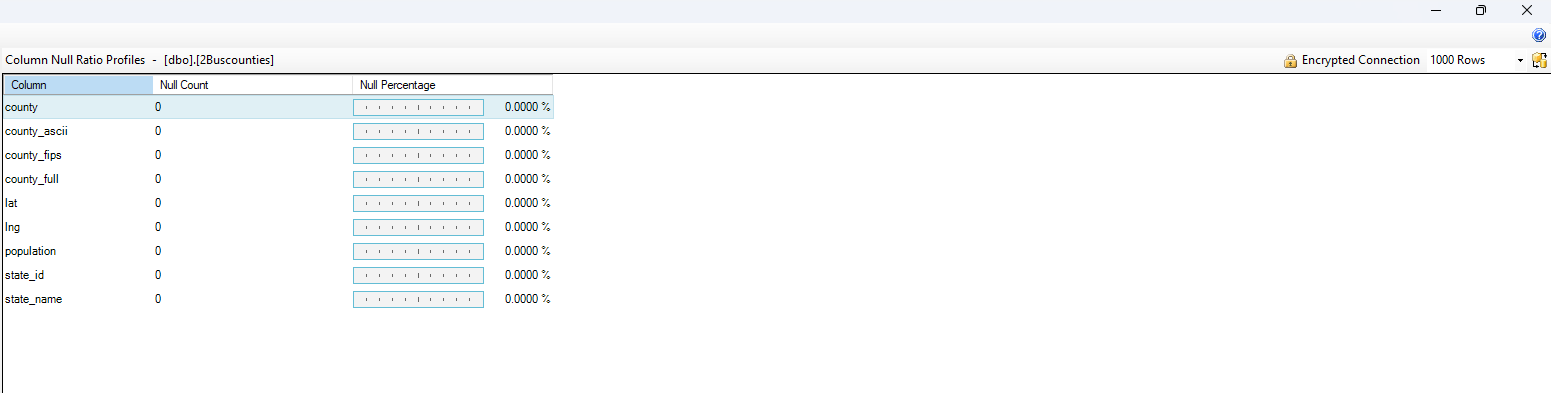 Column Null Ratio Profiles - [dbo].[2Buscounties] Encrypted Connection 1000 Rows
Column Null Count Null Percentage
county 0 0.0000 %
county_ascii 0 0.0000 %
county_fips 0 0.0000 %
county_full 0 0.0000 %
lat 0 0.0000 %
lng 0 0.0000 %
population 0 0.0000 %
state_id 0 0.0000 %
state_name 0 0.0000 %